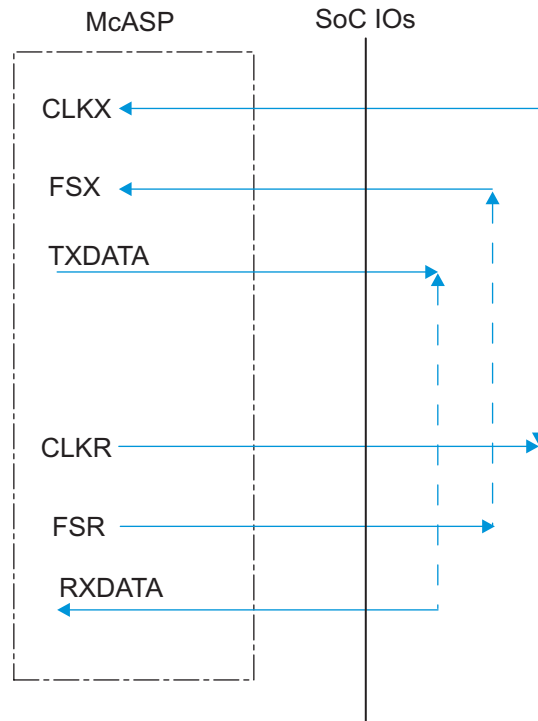 McASP
SoC IOs
CLKX
FSX
TXDATA
CLKR
FSR
RXDATA